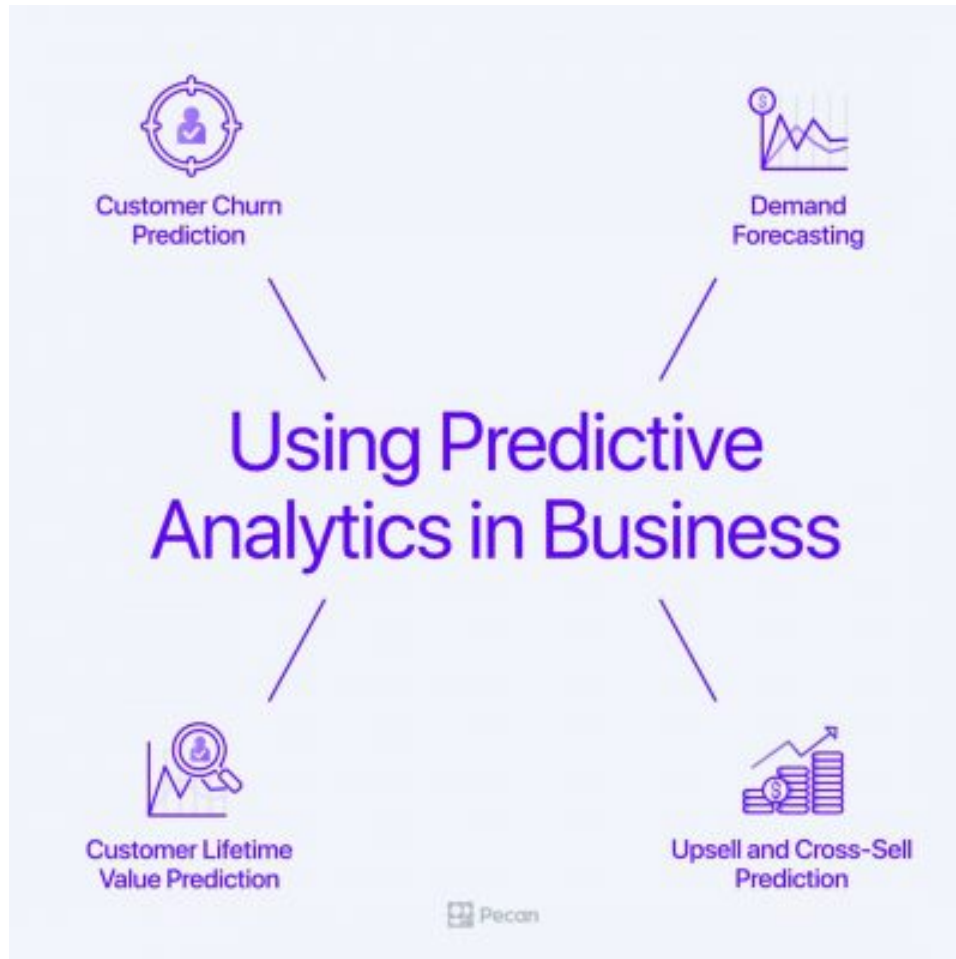 Customer Churn
Prediction
Demand
Forecasting
Using Predictive
Analytics in Business
Customer Lifetime
Value Prediction
Upsell and Cross-Sell
Prediction
Pecan